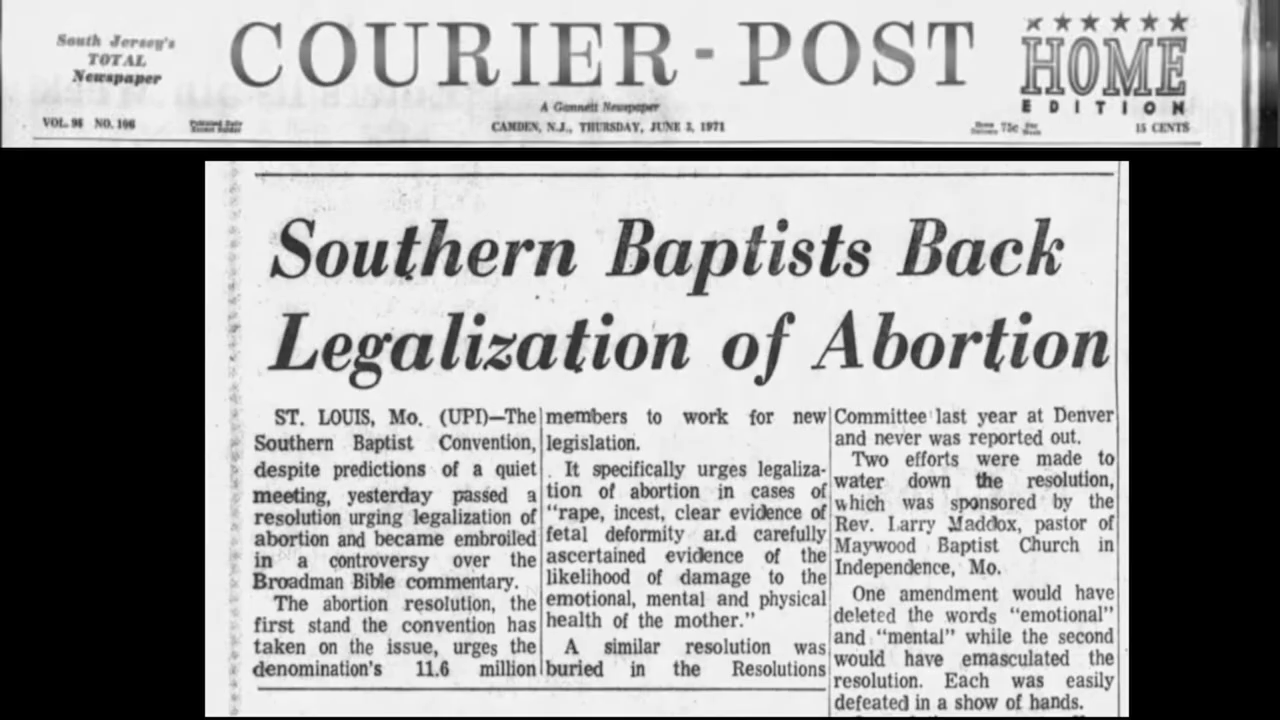 South Jersey's
TOTAL
Newspaper
COURIER-POST
HOME
EDITION
A Gannett Newspaper
VOL. 98 NO. 106
CAMDEN, N.J., THURSDAY, JUNE 3, 1971
75c
15 CENTS
Southern Baptists Back
Legalization of Abortion
ST. LOUIS, Mo. (UPI)—The
Southern Baptist Convention,
despite predictions of a quiet
meeting, yesterday passed a
resolution urging legalization of
abortion and became embroiled
in a controversy over the
Broadman Bible commentary.
The abortion resolution, the
first stand the convention has
taken on the issue, urges the
denomination's 11.6 million
members to work for new
legislation.
It specifically urges legaliza-
tion of abortion in cases of
"rape, incest, clear evidence of
fetal deformity and carefully
ascertained evidence of the
likelihood of damage to the
emotional, mental and physical
health of the mother."
A similar resolution was
buried in the Resolutions
Committee last year at Denver
and never was reported out.
Two efforts were made to
water down the resolution,
which was sponsored by the
Rev. Larry Maddox, pastor of
Maywood Baptist Church in
Independence, Mo.
One amendment would have
deleted the words "emotional"
and "mental" while the second
would have emasculated the
resolution. Each was easily
defeated in a show of hands.